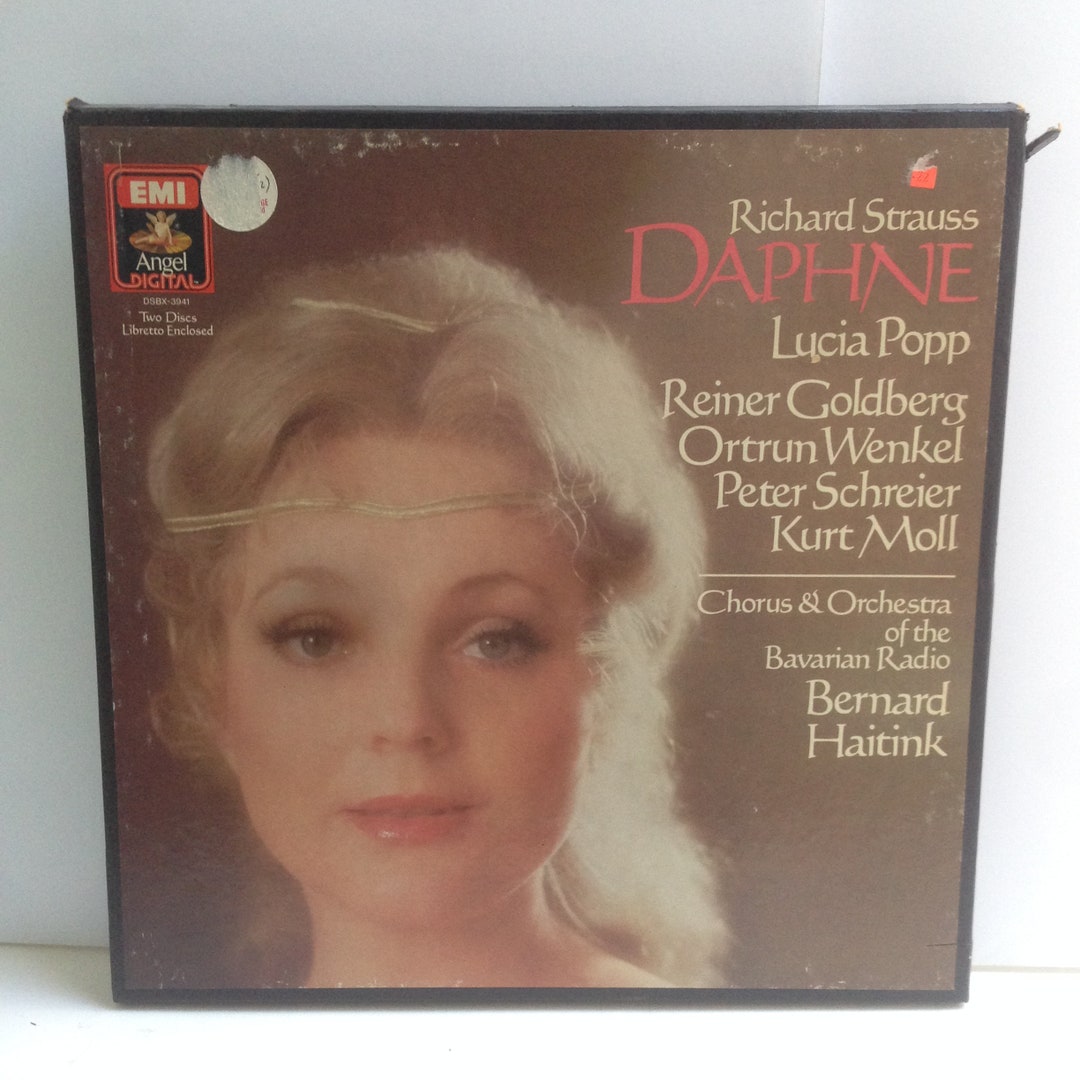 EMI
Angel
DIGITAL
DSBX-3941
Two Discs
Libretto Enclosed
Richard Strauss
DAPHNE
Lucia Popp
Reiner Goldberg
Ortrun Wenkel
Peter Schreier
Kurt Moll
Chorus & Orchestra
of the
Bavarian Radio
Bernard
Haitink